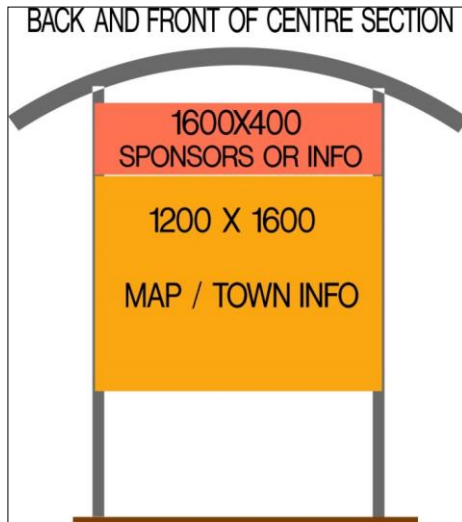 BACK AND FRONT OF CENTRE SECTION
1600X400
SPONSORS OR INFO
1200 X 1600
MAP / TOWN INFO